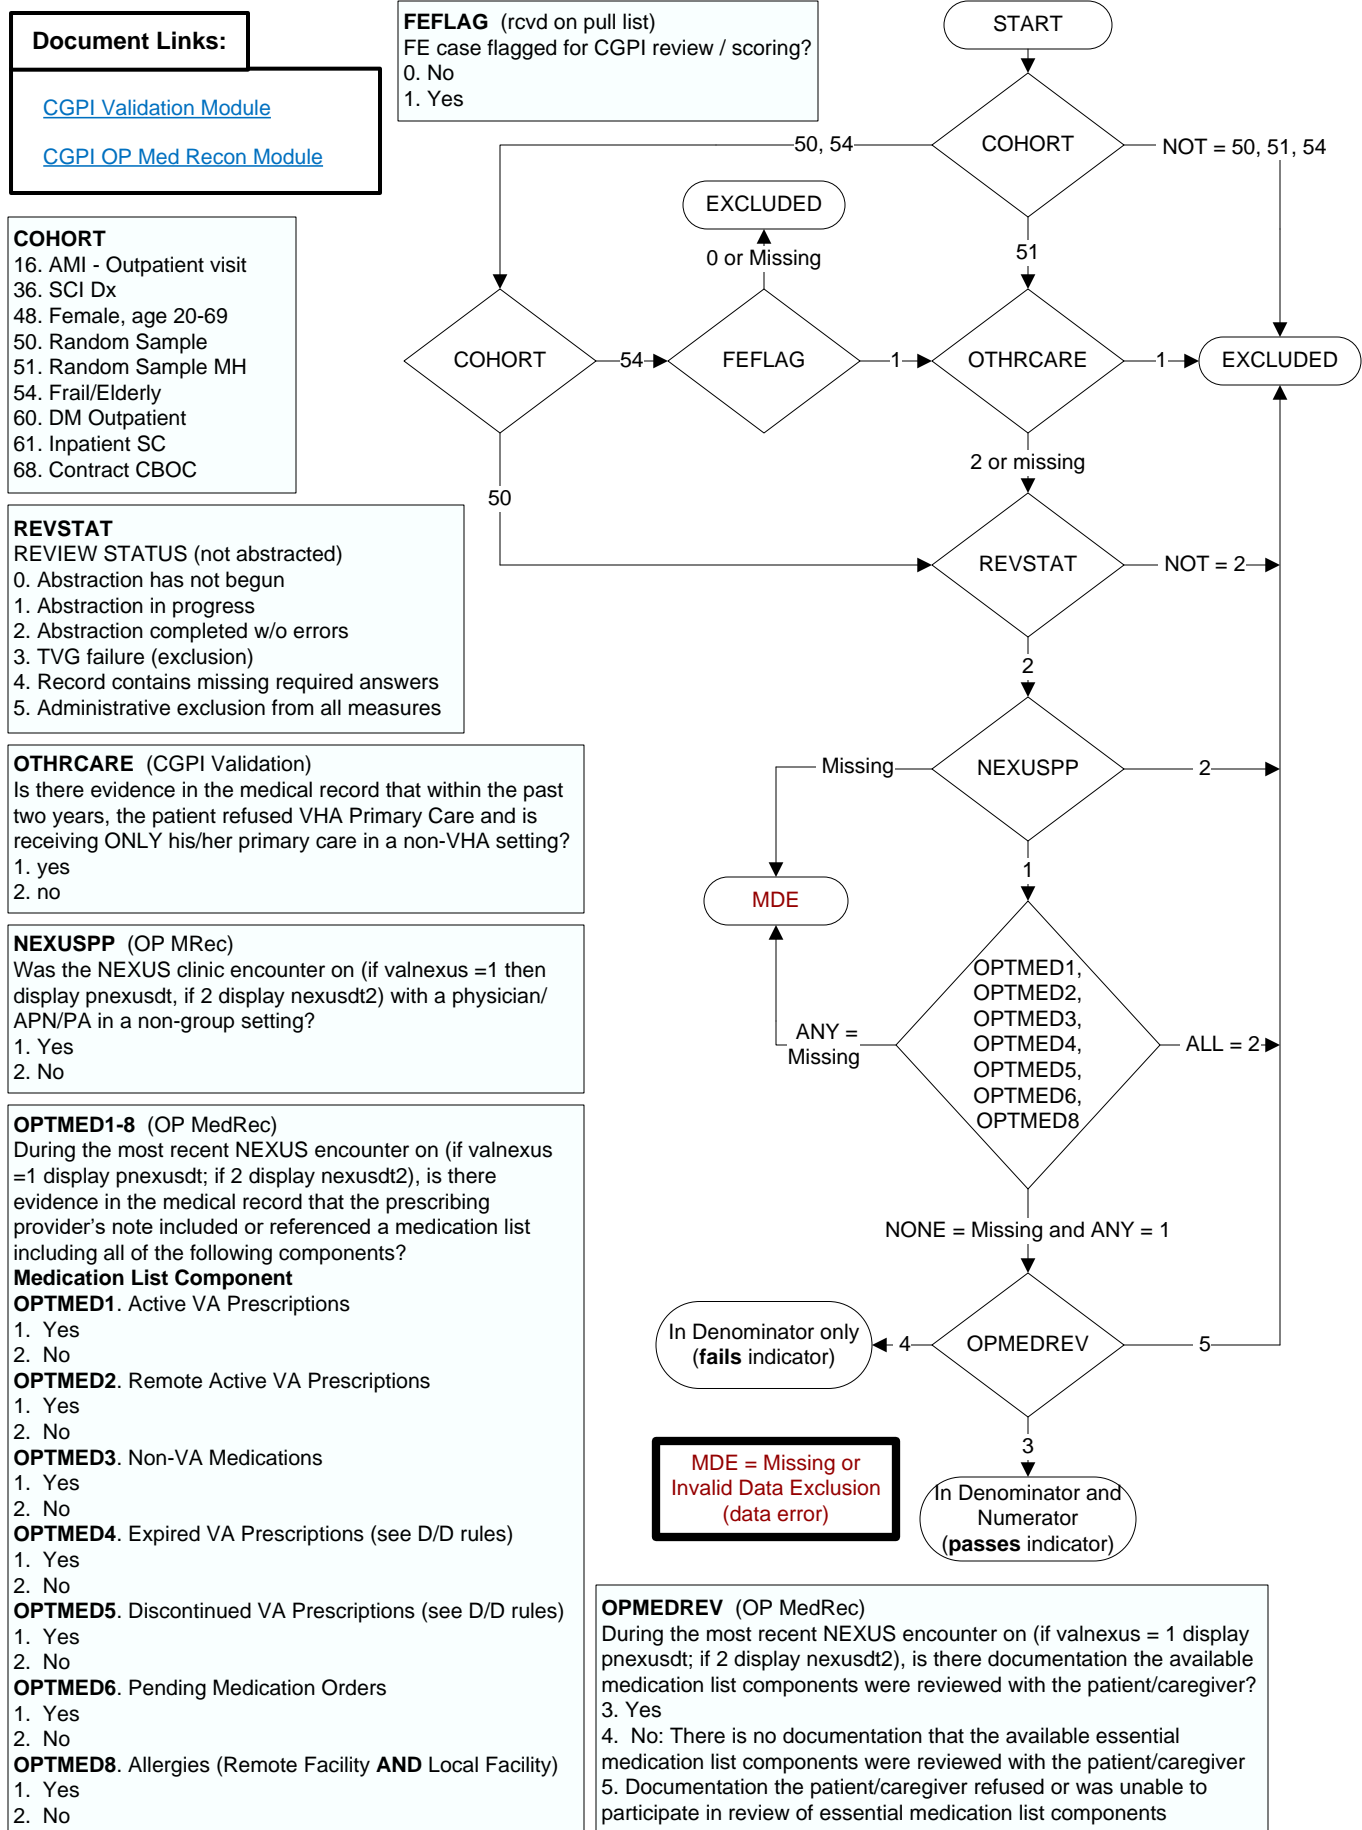 Document Links:
CGPI Validation Module
CGPI OP Med Recon Module
FEFLAG (rcvd on pull list)
FE case flagged for CGPI review / scoring?
0. No
1. Yes
COHORT
16. AMI - Outpatient visit
36. SCI Dx
48. Female, age 20-69
50. Random Sample
51. Random Sample MH
54. Frail/Elderly
60. DM Outpatient
61. Inpatient SC
68. Contract CBOC
REVSTAT
REVIEW STATUS (not abstracted)
0. Abstraction has not begun
1. Abstraction in progress
2. Abstraction completed w/o errors
3. TVG failure (exclusion)
4. Record contains missing required answers
5. Administrative exclusion from all measures
OTHRCARE (CGPI Validation)
Is there evidence in the medical record that within the past
two years, the patient refused VHA Primary Care and is
receiving ONLY his/her primary care in a non-VHA setting?
1. yes
2. no
NEXUSPP (OP MRec)
Was the NEXUS clinic encounter on (if valnexus =1 then
display pnexusdt, if 2 display nexusdt2) with a physician/
APN/PA in a non-group setting?
1. Yes
2. No
OPTMED1-8 (OP MedRec)
During the most recent NEXUS encounter on (if valnexus
=1 display pnexusdt; if 2 display nexusdt2), is there
evidence in the medical record that the prescribing
provider's note included or referenced a medication list
including all of the following components?
Medication List Component
OPTMED1. Active VA Prescriptions
1. Yes
2. No
OPTMED2. Remote Active VA Prescriptions
1. Yes
2. No
OPTMED3. Non-VA Medications
1. Yes
2. No
OPTMED4. Expired VA Prescriptions (see D/D rules)
1. Yes
2. No
OPTMED5. Discontinued VA Prescriptions (see D/D rules)
1. Yes
2. No
OPTMED6. Pending Medication Orders
1. Yes
2. No
OPTMED8. Allergies (Remote Facility AND Local Facility)
1. Yes
2. No
START
COHORT
50, 54
NOT = 50, 51, 54
EXCLUDED
0 or Missing
51
COHORT
54
FEFLAG
1
OTHRCARE
1
EXCLUDED
2 or missing
50
REVSTAT
NOT = 2
2
Missing
NEXUSPP
2
1
MDE
OPTMED1,
OPTMED2,
OPTMED3,
OPTMED4,
OPTMED5,
OPTMED6,
OPTMED8
ANY =
Missing
ALL = 2
NONE = Missing and ANY = 1
In Denominator only
(fails indicator)
4
OPMEDREV
5
3
MDE = Missing or
Invalid Data Exclusion
(data error)
In Denominator and
Numerator
(passes indicator)
OPMEDREV (OP MedRec)
During the most recent NEXUS encounter on (if valnexus = 1 display
pnexusdt; if 2 display nexusdt2), is there documentation the available
medication list components were reviewed with the patient/caregiver?
3. Yes
4. No: There is no documentation that the available essential
medication list components were reviewed with the patient/caregiver
5. Documentation the patient/caregiver refused or was unable to
participate in review of essential medication list components